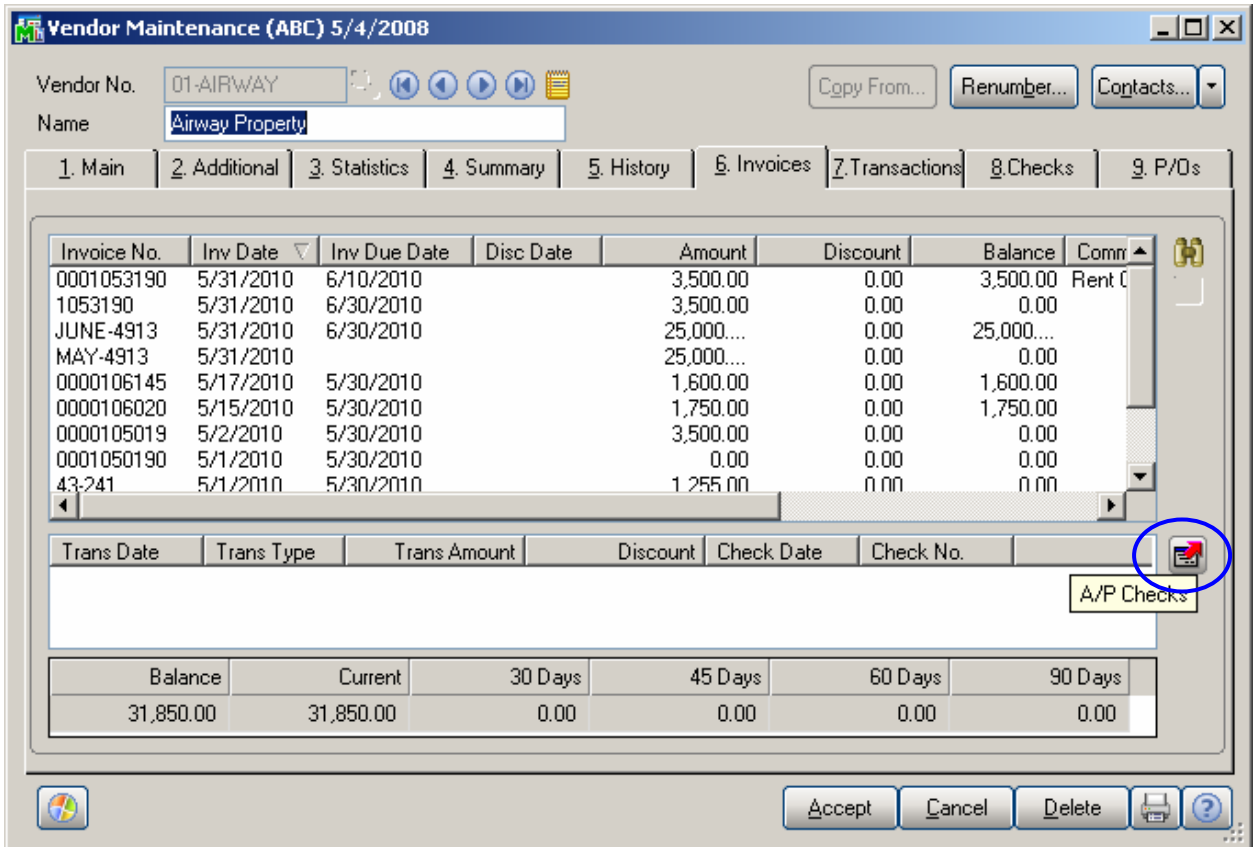 Vendor Maintenance (ABC) 5/4/2008
Vendor No. 01-AIRWAY Copy From... Renumber... Contacts...
Name Airway Property
1. Main 2. Additional 3. Statistics 4. Summary 5. History 6. Invoices 7.Transactions 8.Checks 9. P/Os
Invoice No. Inv Date Inv Due Date Disc Date Amount Discount Balance Comm
0001053190 5/31/2010 6/10/2010 3,500.00 0.00 3,500.00 Rent
1053190 5/31/2010 6/30/2010 3,500.00 0.00 0.00
JUNE-4913 5/31/2010 6/30/2010 25,000.... 0.00 25,000....
MAY-4913 5/31/2010 25,000.... 0.00 0.00
0000106145 5/17/2010 5/30/2010 1,600.00 0.00 1,600.00
0000106020 5/15/2010 5/30/2010 1,750.00 0.00 1,750.00
0000105019 5/2/2010 5/30/2010 3,500.00 0.00 0.00
0001050190 5/1/2010 5/30/2010 0.00 0.00 0.00
43-241 5/1/2010 5/30/2010 1,255.00 0.00 0.00
Trans Date Trans Type Trans Amount Discount Check Date Check No.
A/P Checks
Balance Current 30 Days 45 Days 60 Days 90 Days
31,850.00 31,850.00 0.00 0.00 0.00 0.00
Accept Cancel Delete